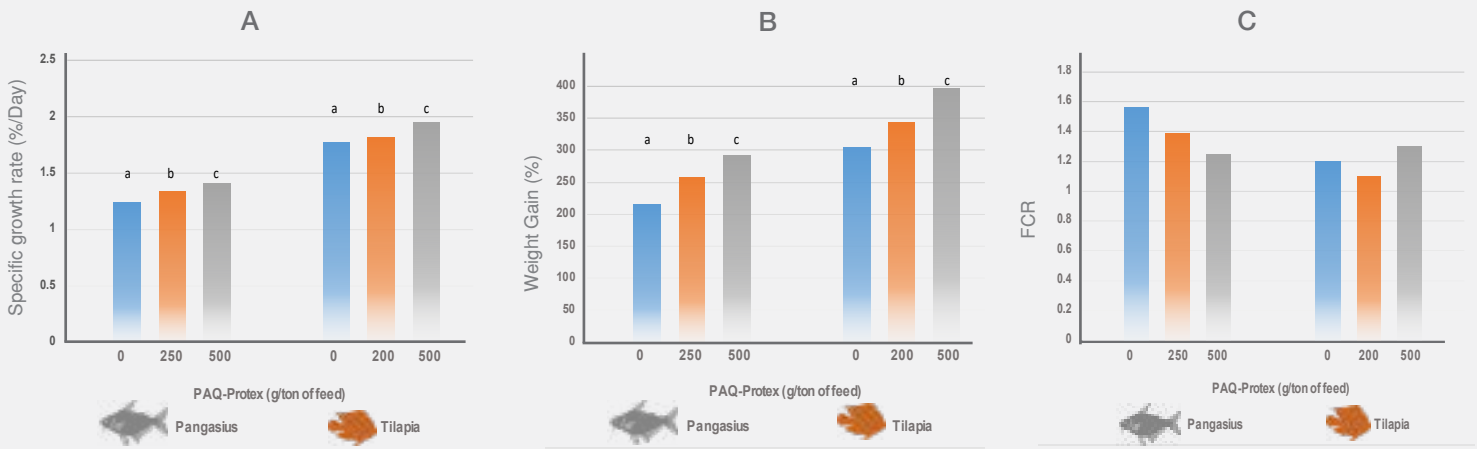 A
Specific growth rate (%/Day)
2.5
2
1.5
1
0.5
0
a b c
a b c
0 250 500 0 200 500
PAQ-Protex (g/ton of feed)
Pangasius Tilapia
B
Weight Gain (%)
400
350
300
250
200
150
100
50
0
a b c
a b c
0 250 500 0 200 500
PAQ-Protex (g/ton of feed)
Pangasius Tilapia
C
FCR
1.8
1.6
1.4
1.2
1
0.8
0.6
0.4
0.2
0
0 250 500 0 200 500
PAQ-Protex (g/ton of feed)
Pangasius Tilapia